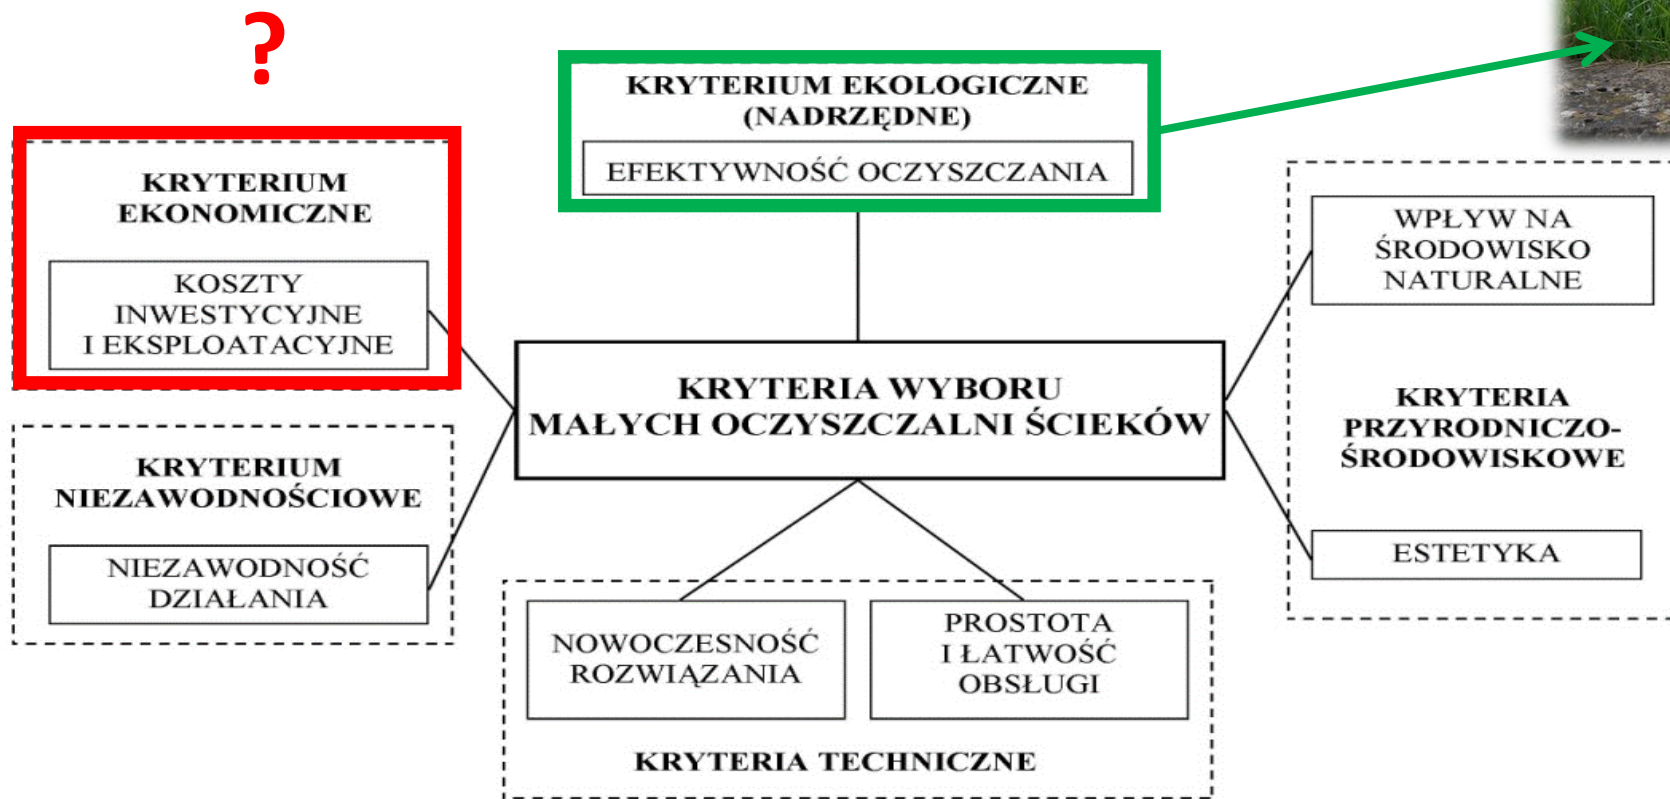 ?
KRYTERIUM EKOLOGICZNE
(NADRZĘDNE)
EFEKTYWNOŚĆ OCZYSZCZANIA
KRYTERIUM
EKONOMICZNE
KOSZTY
INWESTYCYJNE
I EKSPLOATACYJNE
WPŁYW NA
ŚRODOWISKO
NATURALNE
KRYTERIA WYBORU
MAŁYCH OCZYSZCZALNI ŚCIEKÓW
KRYTERIA
PRZYRODNICZO-
ŚRODOWISKOWE
KRYTERIUM
NIEZAWODNOŚCIOWE
NIEZAWODNOŚĆ
DZIAŁANIA
ESTETYKA
NOWOCZESNOŚĆ
ROZWIĄZANIA
PROSTOTA
I ŁATWOŚĆ
OBSŁUGI
KRYTERIA TECHNICZNE